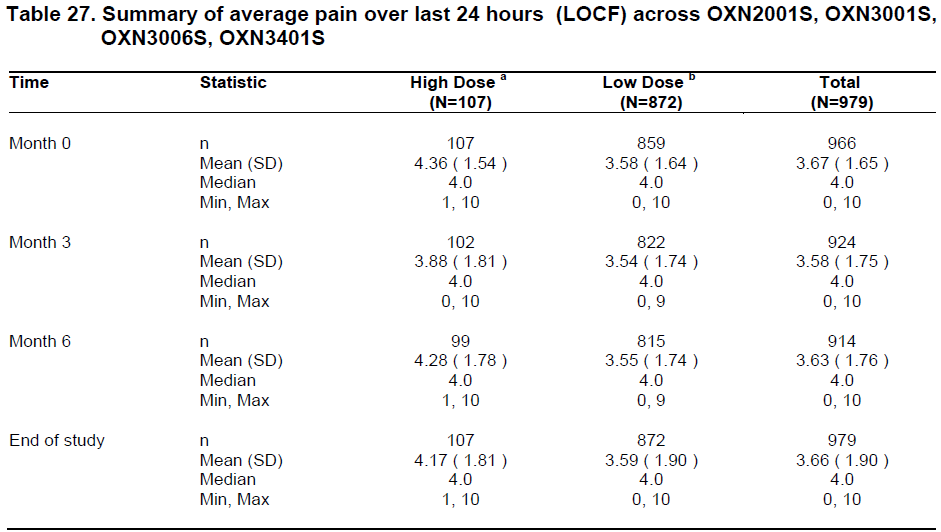 Table 27. Summary of average pain over last 24 hours (LOCF) across OXN2001S, OXN3001S,
OXN3006S, OXN3401S
Time Statistic High Dose a Low Dose b Total
(N=107) (N=872) (N=979)
Month 0 n 107 859 966
Mean (SD) 4.36 ( 1.54 ) 3.58 ( 1.64 ) 3.67 ( 1.65 )
Median 4.0 4.0 4.0
Min, Max 1, 10 0, 10 0, 10
Month 3 n 102 822 924
Mean (SD) 3.88 ( 1.81 ) 3.54 ( 1.74 ) 3.58 ( 1.75 )
Median 4.0 4.0 4.0
Min, Max 0, 10 0, 9 0, 10
Month 6 n 99 815 914
Mean (SD) 4.28 ( 1.78 ) 3.55 ( 1.74 ) 3.63 ( 1.76 )
Median 4.0 4.0 4.0
Min, Max 1, 10 0, 9 0, 10
End of study n 107 872 979
Mean (SD) 4.17 ( 1.81 ) 3.59 ( 1.90 ) 3.66 ( 1.90 )
Median 4.0 4.0 4.0
Min, Max 1, 10 0, 10 0, 10